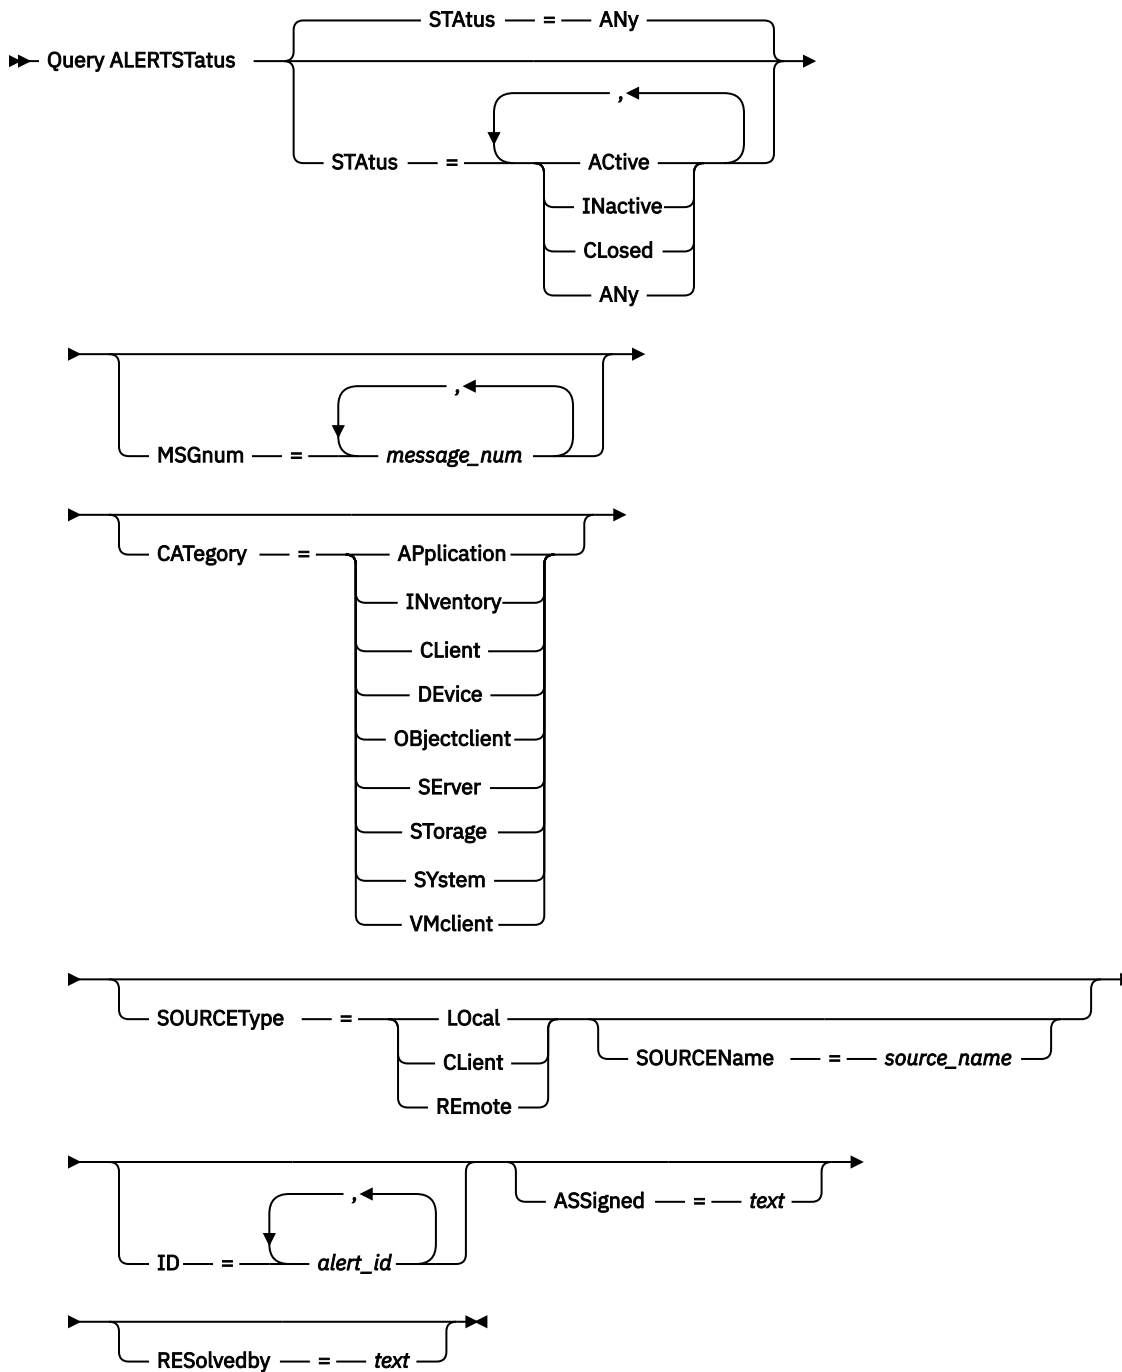 STAtus = ANy
Query ALERTSTatus
,
STAtus = ACtive
INactive
CLosed
ANy
,
MSGnum = message_num
CATegory = APplication
INventory
CLient
DEvice
OBjectclient
SErver
STorage
SYstem
VMclient
SOURCEType = LOcal
CLient
REmote
SOURCEName = source_name
,
ID = alert_id
ASSigned = text
RESolvedby = text